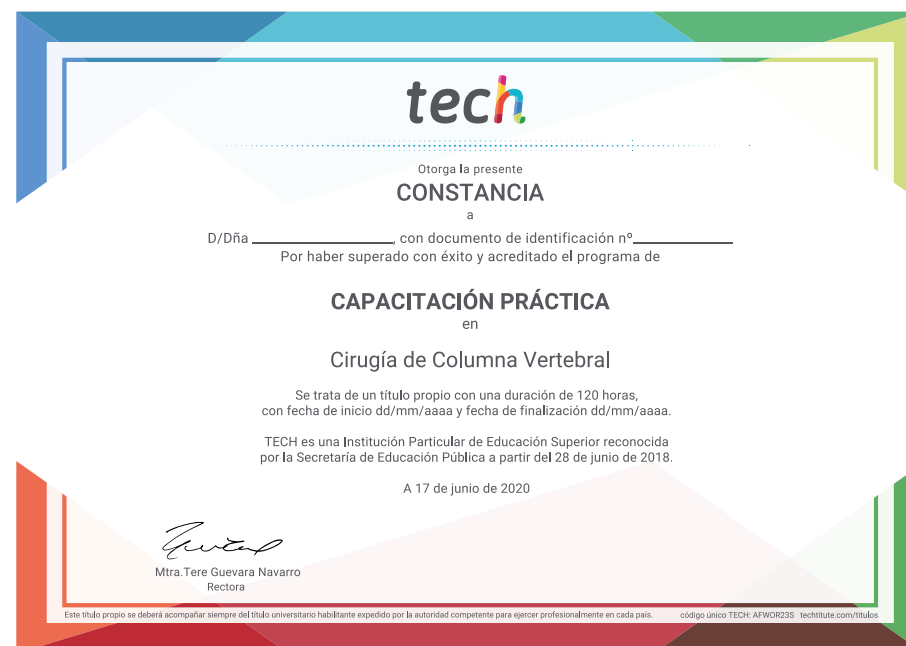 tech
Otorga la presente
CONSTANCIA
a
D/Dña ____________________, con documento de identificación nº______________
Por haber superado con éxito y acreditado el programa de
CAPACITACIÓN PRÁCTICA
en
Cirugía de Columna Vertebral
Se trata de un título propio con una duración de 120 horas,
con fecha de inicio dd/mm/aaaa y fecha de finalización dd/mm/aaaa.
TECH es una Institución Particular de Educación Superior reconocida
por la Secretaría de Educación Pública a partir del 28 de junio de 2018.
A 17 de junio de 2020
Mtra.Tere Guevara Navarro
Rectora
Este título propio se deberá acompañar siempre del título universitario habilitante expedido por la autoridad competente para ejercer profesionalmente en cada país. código único TECH: AFWOR23S techtitute.com/titulos